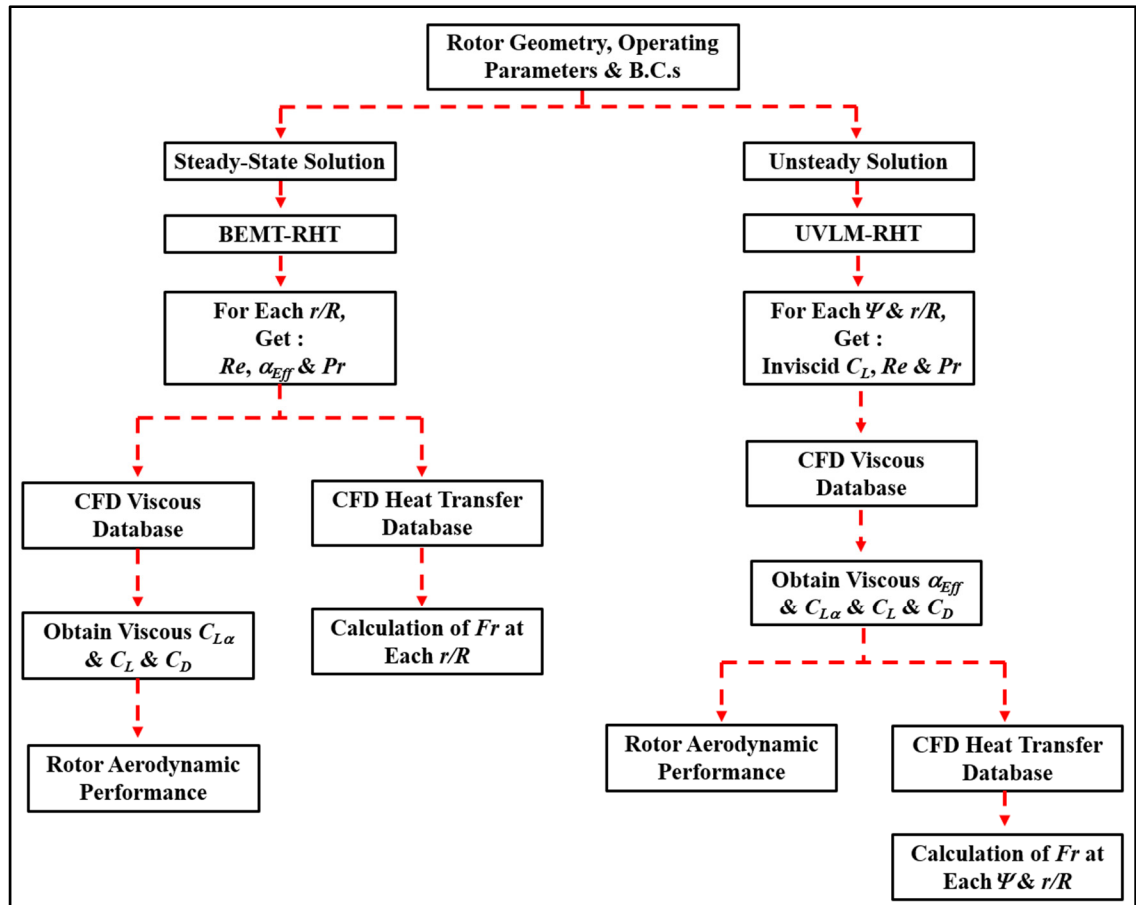 Rotor Geometry, Operating
Parameters & B.C.s
Steady-State Solution
BEMT-RHT
For Each r/R,
Get :
Re, αEff & Pr
CFD Viscous
Database
Obtain Viscous CLα
& CL & CD
Rotor Aerodynamic
Performance
CFD Heat Transfer
Database
Calculation of Fr at
Each r/R
Unsteady Solution
UVLM-RHT
For Each Ψ & r/R,
Get :
Inviscid CL, Re & Pr
CFD Viscous
Database
Obtain Viscous αEff
& CLα & CL & CD
Rotor Aerodynamic
Performance
CFD Heat Transfer
Database
Calculation of Fr at
Each Ψ & r/R